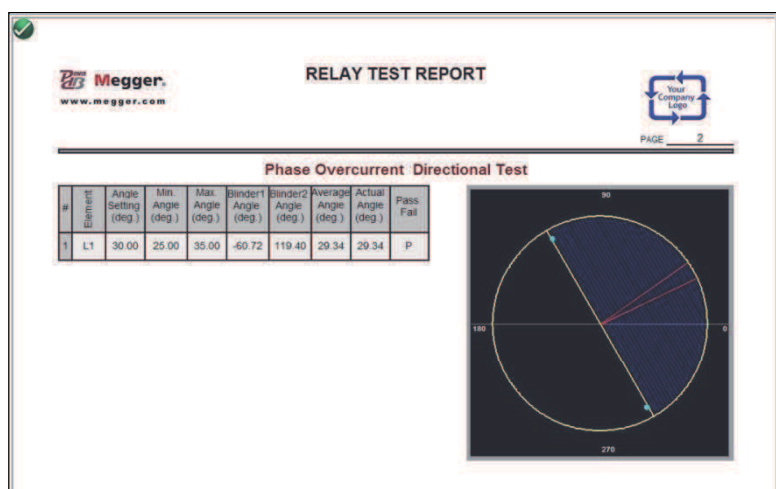 RELAY TEST REPORT
Megger.
www.megger.com
Your
Company
Logo
PAGE 2
Phase Overcurrent Directional Test
# Element Angle Setting (deg.) Min. Angle (deg.) Max. Angle (deg.) Blinder1 Angle (deg.) Blinder2 Angle (deg.) Average Angle (deg.) Actual Angle (deg.) Pass Fail
1 L1 30.00 25.00 35.00 -60.72 119.40 29.34 29.34 P
90
180 0
270